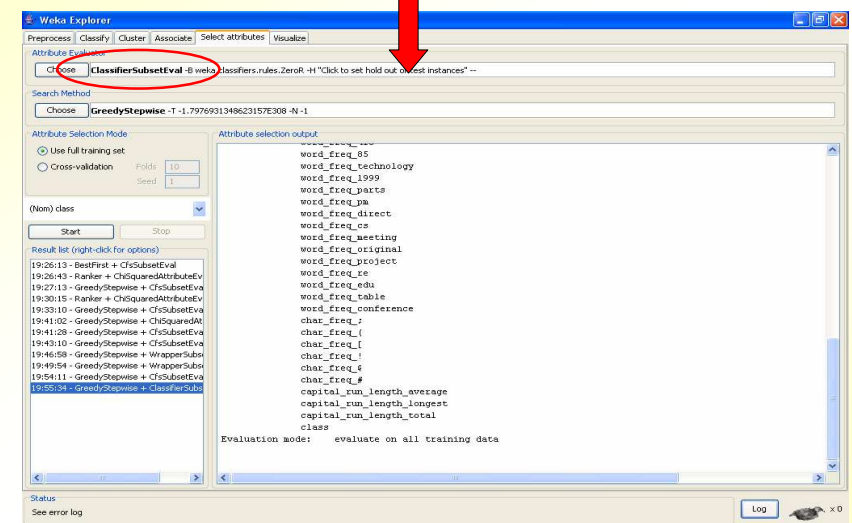 Weka Explorer
Preprocess Classify Cluster Associate Select attributes Visualize
Attribute Evaluator
Choose ClassifierSubsetEval -B weka.classifiers.rules.ZeroR -H "Click to set hold out or test instances" --
Search Method
Choose GreedyStepwise -T -1.7976931348623157E308 -N -1
Attribute Selection Mode
Use full training set
Cross-validation Folds 10
Seed 1
(Nom) class
Start Stop
Result list (right-click for options)
19:26:13 - BestFirst + CfsSubsetEval
19:26:43 - Ranker + ChiSquaredAttributeEv
19:27:13 - GreedyStepwise + CfsSubsetEva
19:30:15 - Ranker + ChiSquaredAttributeEv
19:33:10 - GreedyStepwise + CfsSubsetEva
19:41:02 - GreedyStepwise + ChiSquaredAt
19:41:28 - GreedyStepwise + CfsSubsetEva
19:43:10 - GreedyStepwise + CfsSubsetEva
19:46:58 - GreedyStepwise + WrapperSubs
19:49:54 - GreedyStepwise + WrapperSubs
19:54:11 - GreedyStepwise + CfsSubsetEva
19:55:34 - GreedyStepwise + ClassifierSubs
Attribute selection output
word_freq_85
word_freq_technology
word_freq_1999
word_freq_parts
word_freq_pm
word_freq_direct
word_freq_cs
word_freq_meeting
word_freq_original
word_freq_project
word_freq_re
word_freq_edu
word_freq_table
word_freq_conference
char_freq_;
char_freq_(
char_freq_[
char_freq_!
char_freq_$
char_freq_#
capital_run_length_average
capital_run_length_longest
capital_run_length_total
class
Evaluation mode: evaluate on all training data
Status
See error log
Log x 0